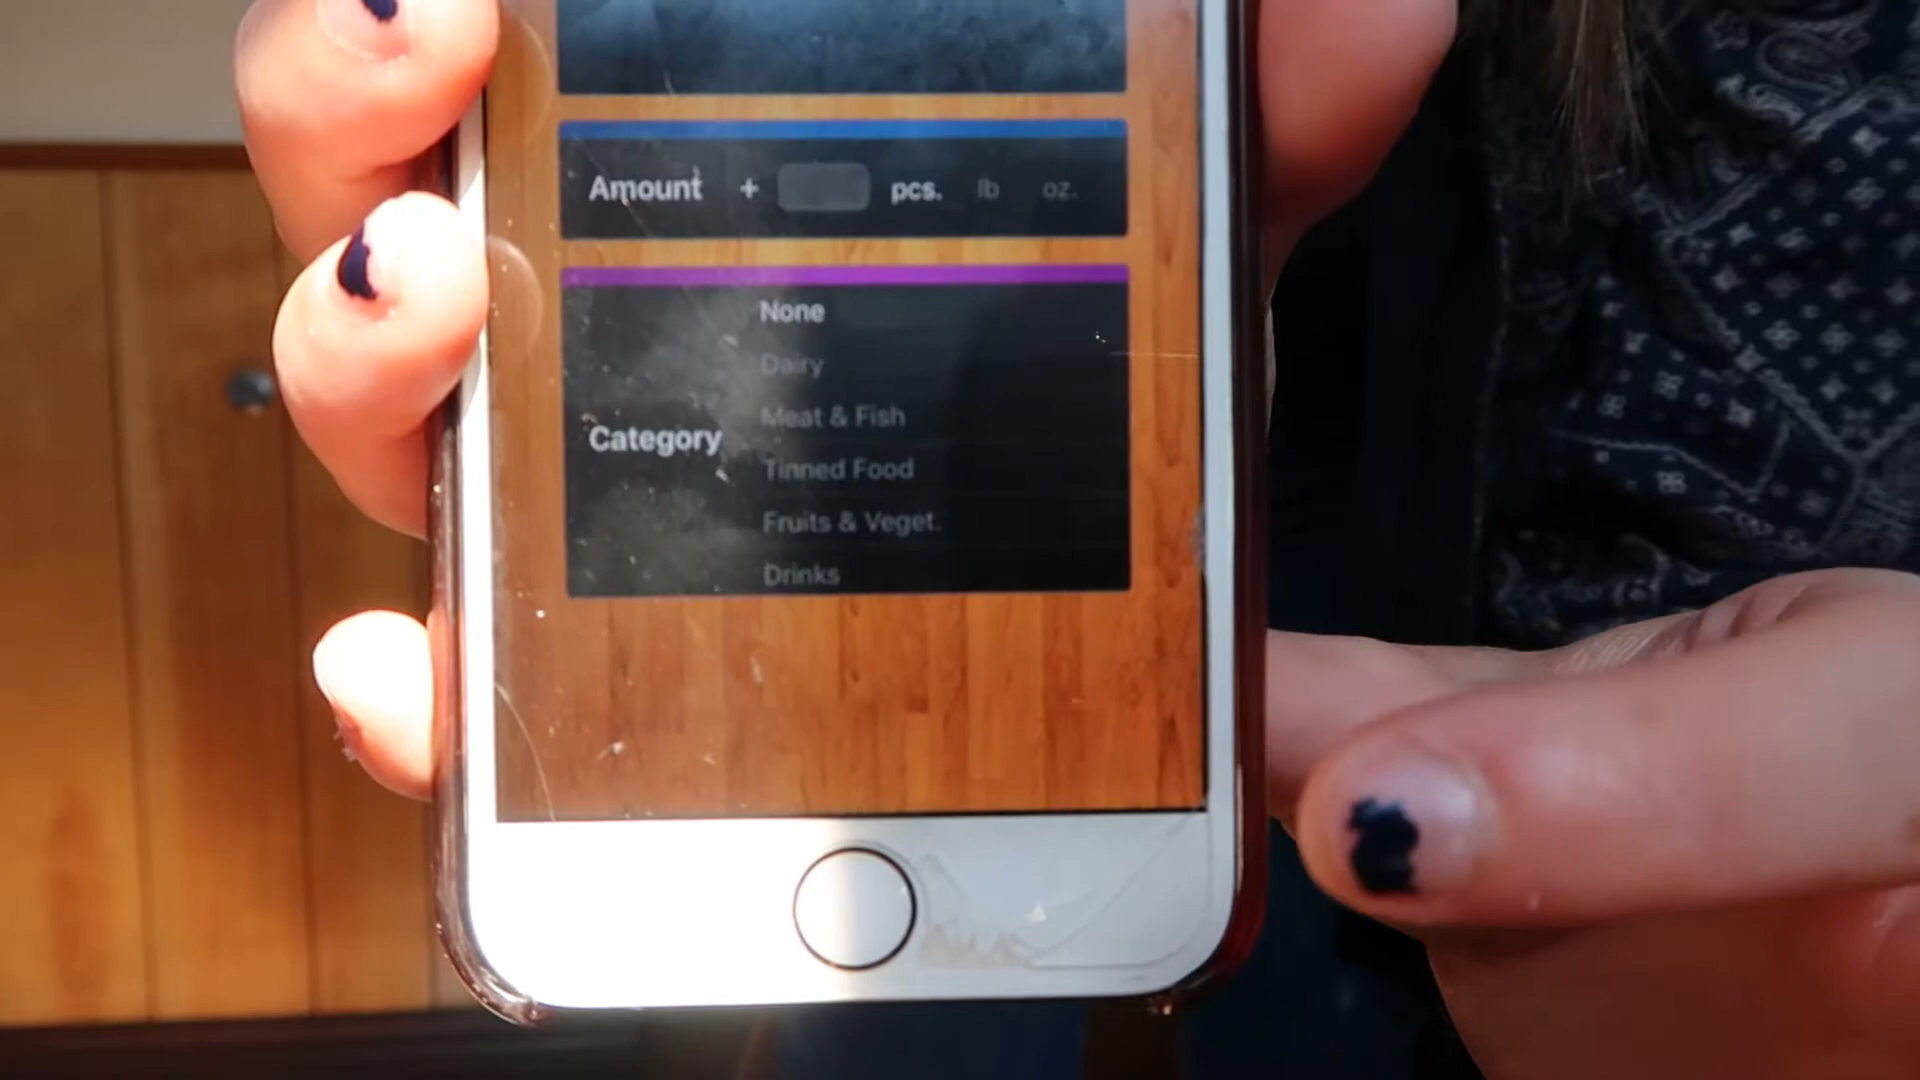 Amount + pcs. lb oz.
None
Dairy
Meat & Fish
Category
Tinned Food
Fruits & Veget.
Drinks